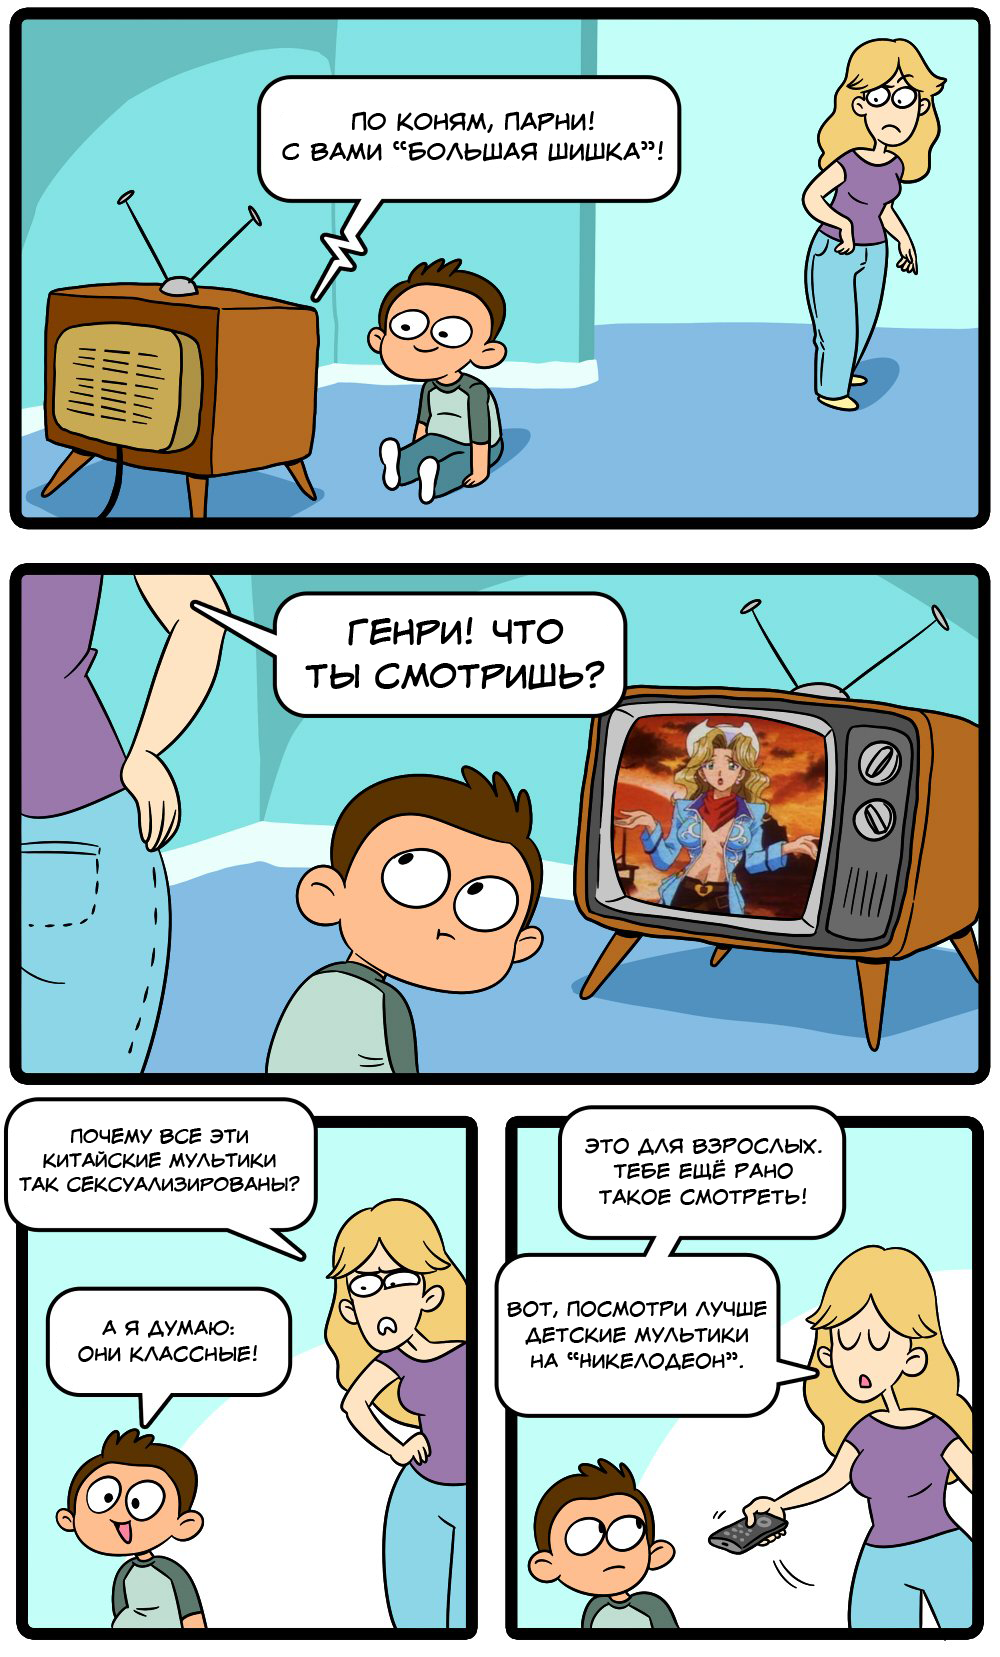 ПО КОНЯМ, ПАРНИ!
С ВАМИ “БОЛЬШАЯ ШИШКА”!
ГЕНРИ! ЧТО
ТЫ СМОТРИШЬ?
ПОЧЕМУ ВСЕ ЭТИ
КИТАЙСКИЕ МУЛЬТИКИ
ТАК СЕКСУАЛИЗИРОВАНЫ?
А Я ДУМАЮ:
ОНИ КЛАССНЫЕ!
ЭТО ДЛЯ ВЗРОСЛЫХ.
ТЕБЕ ЕЩЁ РАНО
ТАКОЕ СМОТРЕТЬ!
ВОТ, ПОСМОТРИ ЛУЧШЕ
ДЕТСКИЕ МУЛЬТИКИ
НА “НИКЕЛОДЕОН”.